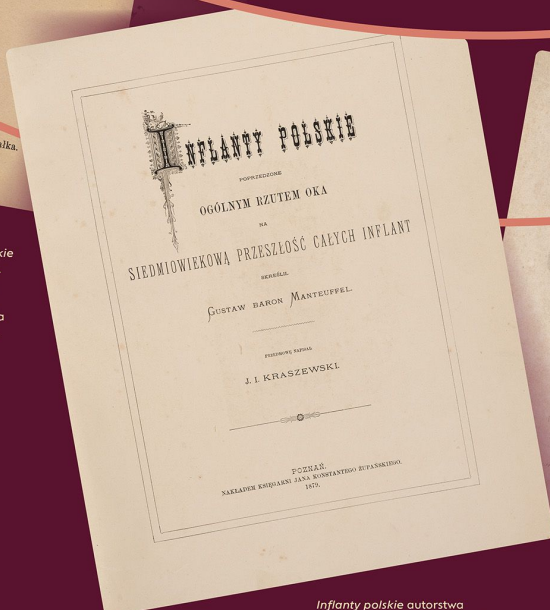 INFLANTY POLSKIE
POPRZEDZONE
OGÓLNYM RZUTEM OKA
NA
SIEDMIOWIEKOWĄ PRZESZŁOŚĆ CAŁYCH INFLANT
SKREŚLIŁ
GUSTAW BARON MANTEUFFEL.
PRZEDMOWĘ NAPISAŁ
J. I. KRASZEWSKI.
POZNAŃ.
NAKŁADEM KSIĘGARNI JANA KONSTANTEGO ŻUPAŃSKIEGO.
1879.
Inflanty polskie autorstwa